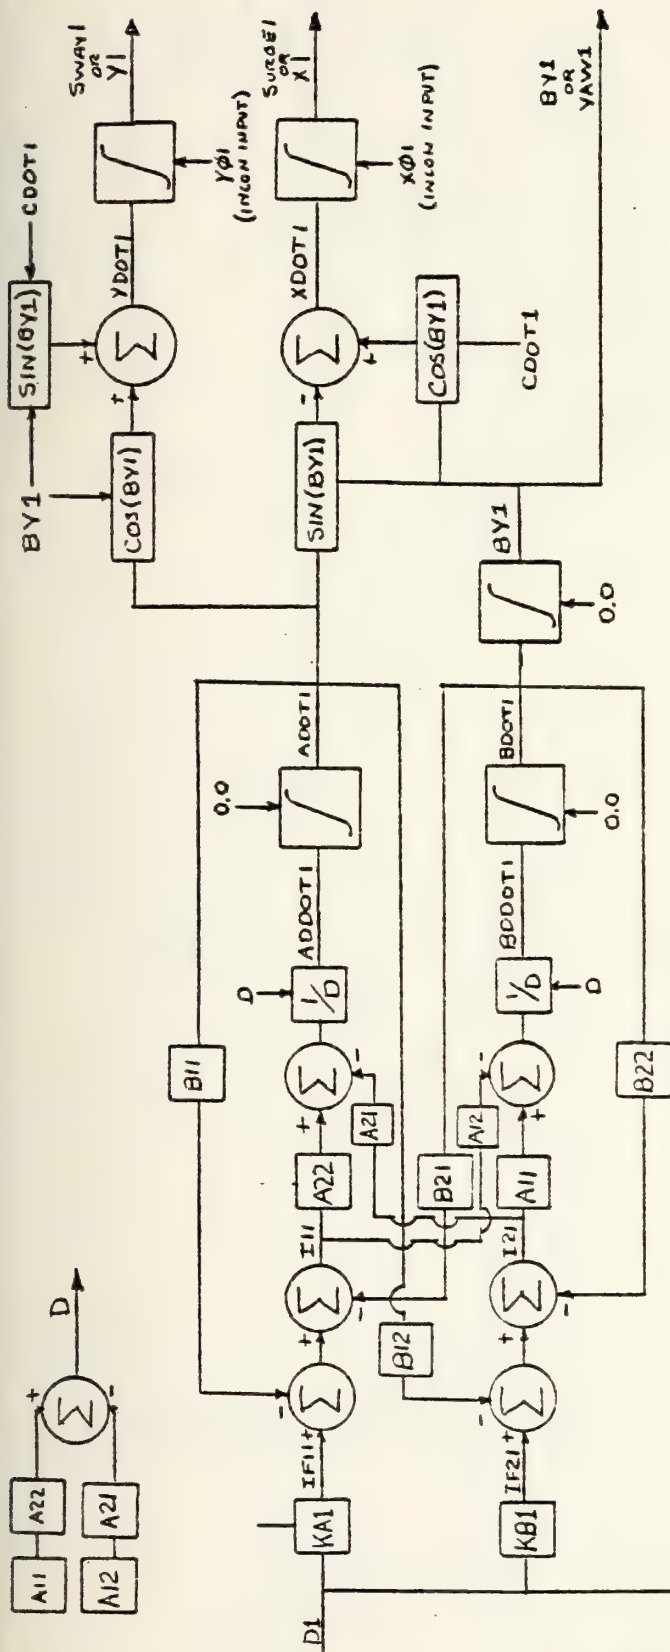 A11
A22
+
A12
A21
-
Σ
D
D1
KA1
IF11
+
-
Σ
+
-
Σ
I11
A22
+
-
Σ
D
1/D
ADDOT1
0.0
∫
ADOT1
B11
B12
A21
A12
B21
KB1
IF21
+
-
Σ
+
-
Σ
I21
A11
+
-
Σ
D
1/D
BDDOT1
0.0
∫
BDOT1
B22
0.0
∫
BY1
BY1
COS(BY1)
SIN(BY1)
CDOT1
+
+
Σ
YDOT1
∫
YØ1
(INCON INPUT)
SWAY1
OR
Y1
SIN(BY1)
-
+
Σ
COS(BY1)
CDOT1
XDOT1
∫
XØ1
(INCON INPUT)
SURGE1
OR
X1
BY1
OR
YAW1